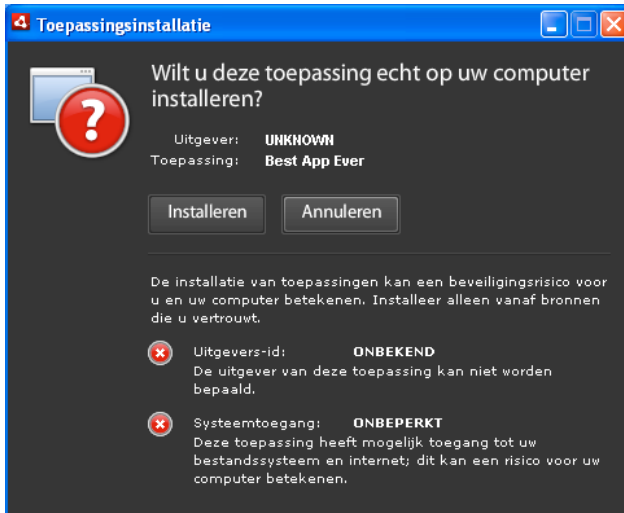 Toepassingsinstallatie
Wilt u deze toepassing echt op uw computer
installeren?
Uitgever: UNKNOWN
Toepassing: Best App Ever
Installeren Annuleren
De installatie van toepassingen kan een beveiligingsrisico voor
u en uw computer betekenen. Installeer alleen vanaf bronnen
die u vertrouwt.
Uitgevers-id: ONBEKEND
De uitgever van deze toepassing kan niet worden
bepaald.
Systeemtoegang: ONBEPERKT
Deze toepassing heeft mogelijk toegang tot uw
bestandssysteem en internet; dit kan een risico voor uw
computer betekenen.